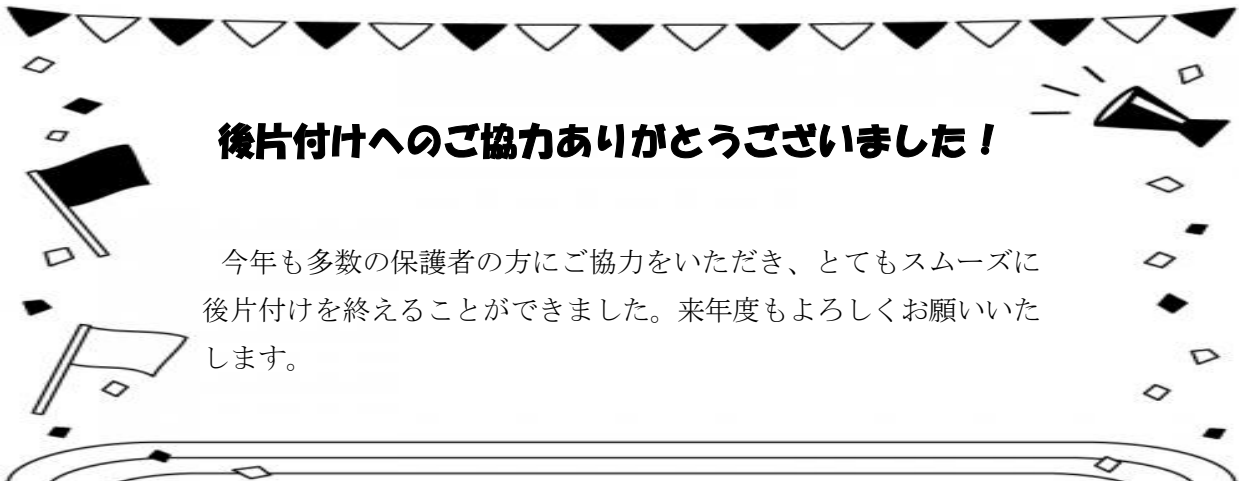 後片付けへのご協力ありがとうございました！
今年も多数の保護者の方にご協力をいただき、とてもスムーズに
後片付けを終えることができました。来年度もよろしくお願いいた
します。